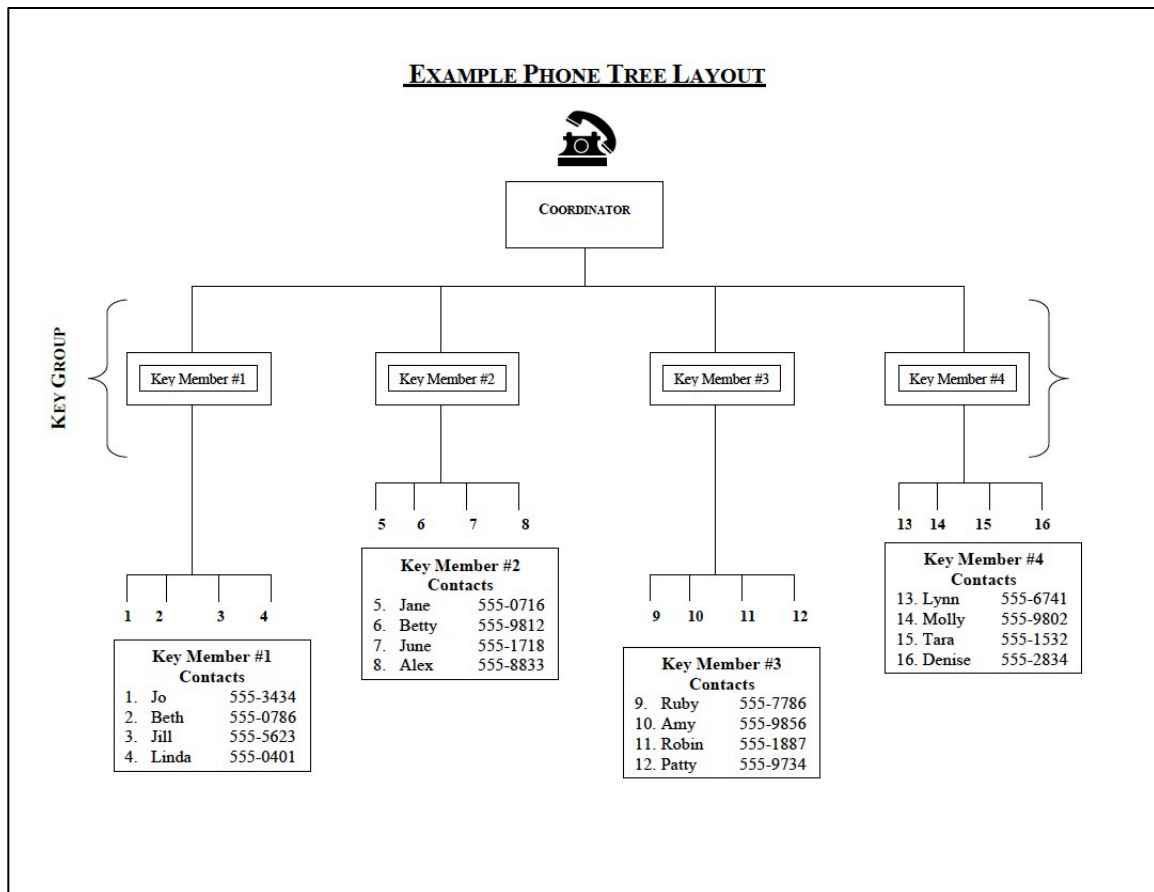 EXAMPLE PHONE TREE LAYOUT
COORDINATOR
KEY GROUP
Key Member #1
Key Member #2
Key Member #3
Key Member #4
1 2 3 4
Key Member #1
Contacts
1. Jo 555-3434
2. Beth 555-0786
3. Jill 555-5623
4. Linda 555-0401
5 6 7 8
Key Member #2
Contacts
5. Jane 555-0716
6. Betty 555-9812
7. June 555-1718
8. Alex 555-8833
9 10 11 12
Key Member #3
Contacts
9. Ruby 555-7786
10. Amy 555-9856
11. Robin 555-1887
12. Patty 555-9734
13 14 15 16
Key Member #4
Contacts
13. Lynn 555-6741
14. Molly 555-9802
15. Tara 555-1532
16. Denise 555-2834